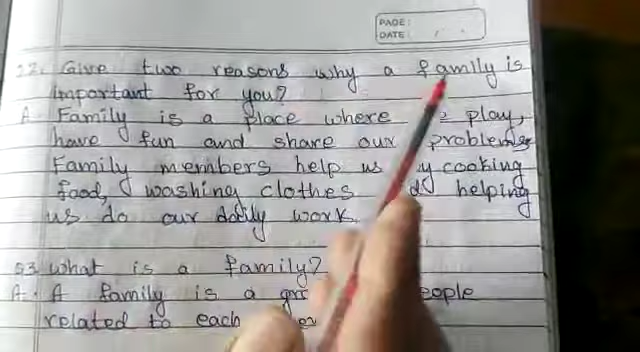 PAGE:
DATE:
22. Give two reasons why a family is
important for you?
A Family is a place where play,
have fun and share our problems
Family members help us cooking
food, washing clothes helping
us do our daily work.
23. What is a family?
A. A family is a
related to each